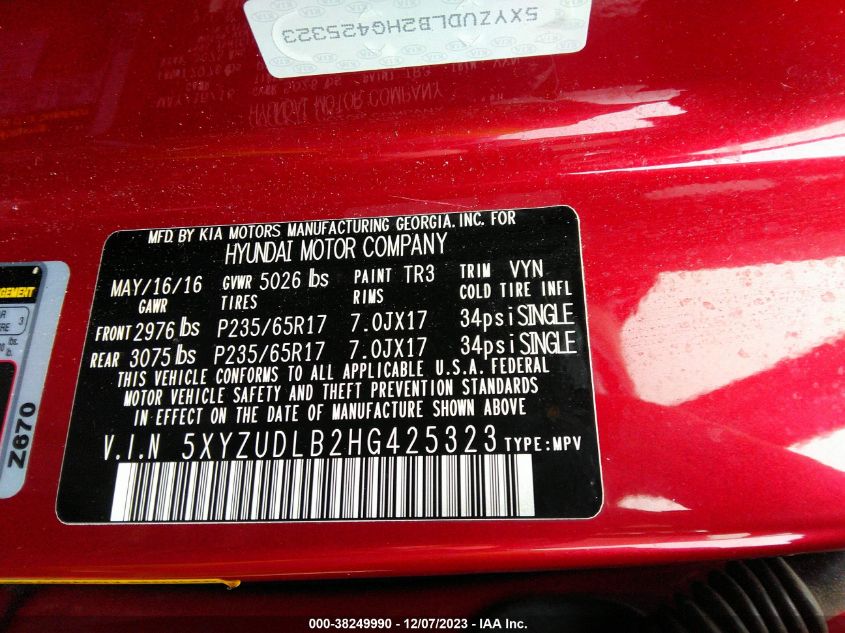 5XYZUDLB2HG425323
MFD. BY KIA MOTORS MANUFACTURING GEORGIA. INC. FOR
HYUNDAI MOTOR COMPANY
MAY/16/16 GVWR 5026 lbs PAINT TR3 TRIM VYN
GAWR TIRES RIMS COLD TIRE INFL
FRONT 2976 lbs P235/65R17 7.0JX17 34psi SINGLE
REAR 3075 lbs P235/65R17 7.0JX17 34psi SINGLE
THIS VEHICLE CONFORMS TO ALL APPLICABLE U.S.A. FEDERAL
MOTOR VEHICLE SAFETY AND THEFT PREVENTION STANDARDS
IN EFFECT ON THE DATE OF MANUFACTURE SHOWN ABOVE
V.I.N 5XYZUDLB2HG425323 TYPE:MPV
Z670
000-38249990 - 12/07/2023 - IAA Inc.